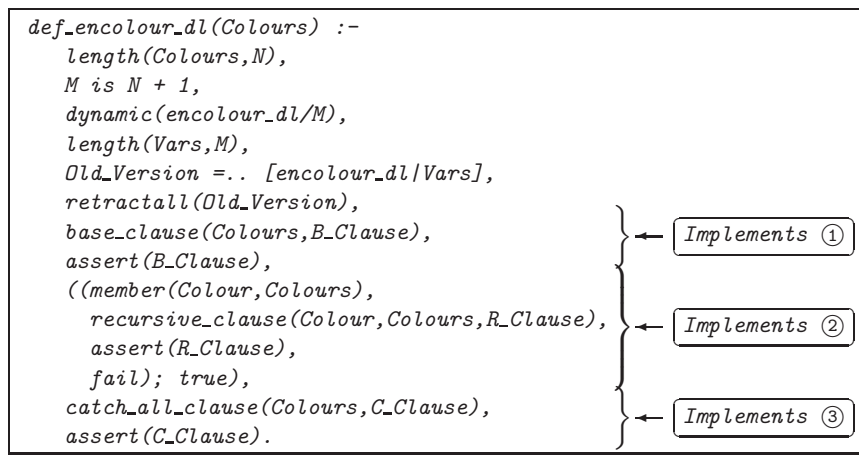 def_encolour_dl(Colours) :-
length(Colours,N),
M is N + 1,
dynamic(encolour_dl/M),
length(Vars,M),
Old_Version =.. [encolour_dl|Vars],
retractall(Old_Version),
base_clause(Colours,B_Clause),
Implements ①
assert(B_Clause),
((member(Colour,Colours),
recursive_clause(Colour,Colours,R_Clause),
Implements ②
assert(R_Clause),
fail); true),
catch_all_clause(Colours,C_Clause),
Implements ③
assert(C_Clause).